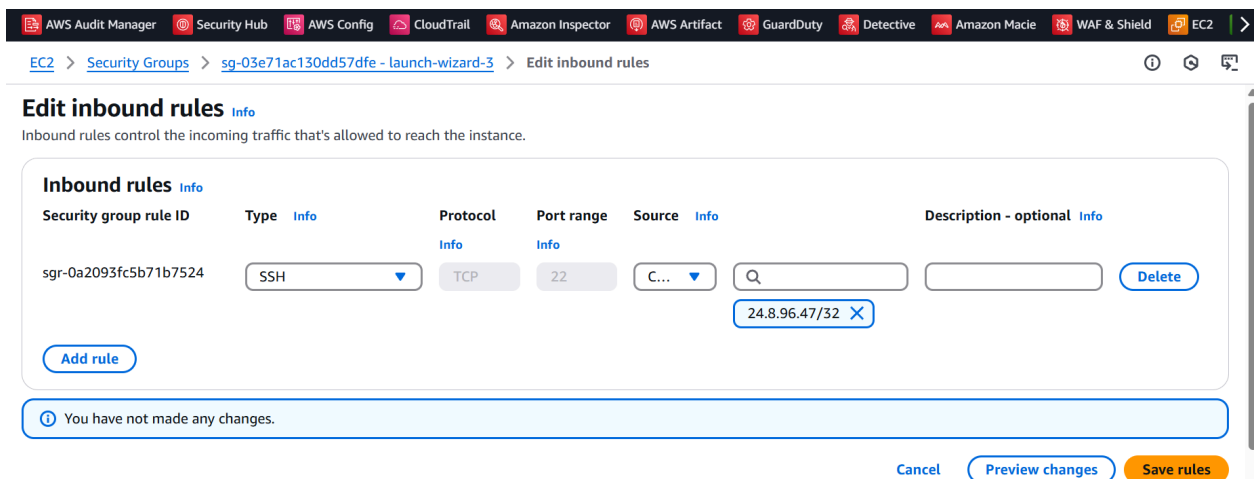 AWS Audit Manager Security Hub AWS Config CloudTrail Amazon Inspector AWS Artifact GuardDuty Detective Amazon Macie WAF & Shield EC2
EC2 > Security Groups > sg-03e71ac130dd57dfe - launch-wizard-3 > Edit inbound rules
Edit inbound rules Info
Inbound rules control the incoming traffic that's allowed to reach the instance.
Inbound rules Info
Security group rule ID Type Info Protocol Port range Source Info Description - optional Info
Info Info
sgr-0a2093fc5b71b7524 SSH TCP 22 C... Delete
24.8.96.47/32
Add rule
You have not made any changes.
Cancel Preview changes Save rules